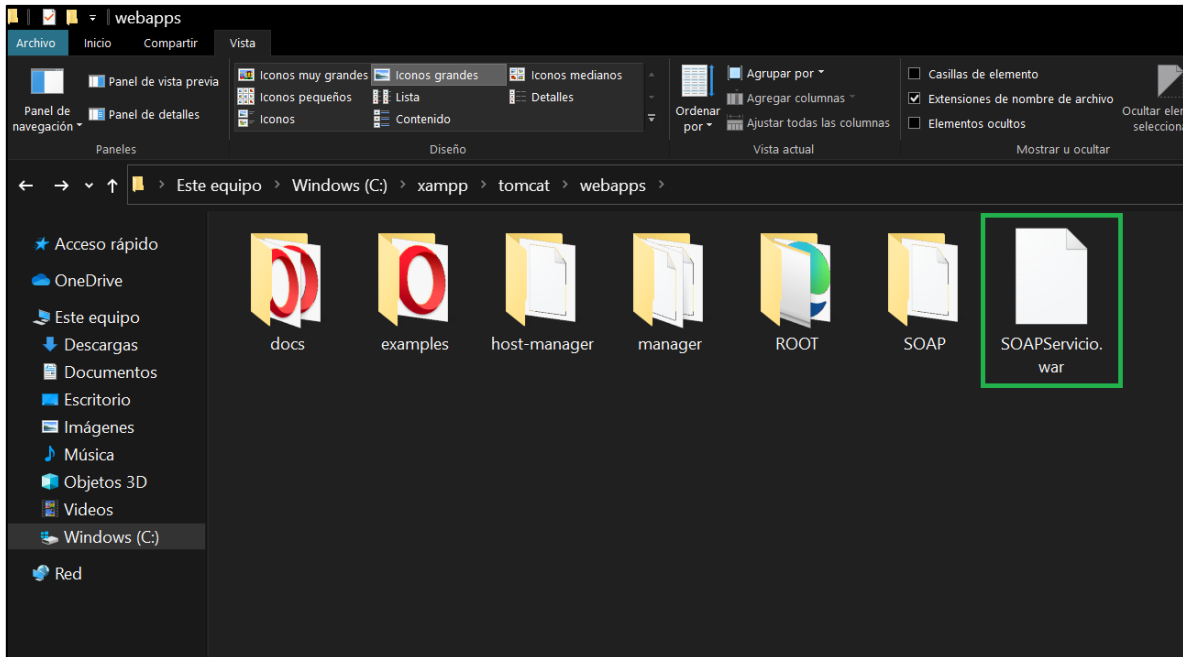 webapps
Archivo Inicio Compartir Vista
Panel de navegación
Panel de vista previa
Panel de detalles
Paneles
Iconos muy grandes Iconos grandes Iconos medianos
Iconos pequeños Lista Detalles
Iconos Contenido
Diseño
Ordenar por
Agrupar por
Agregar columnas
Ajustar todas las columnas
Vista actual
Casillas de elemento
Extensiones de nombre de archivo
Elementos ocultos
Ocultar
Mostrar u ocultar
Este equipo > Windows (C:) > xampp > tomcat > webapps >
Acceso rápido
OneDrive
Este equipo
Descargas
Documentos
Escritorio
Imágenes
Música
Objetos 3D
Videos
Windows (C:)
Red
docs
examples
host-manager
manager
ROOT
SOAP
SOAPServicio.
war